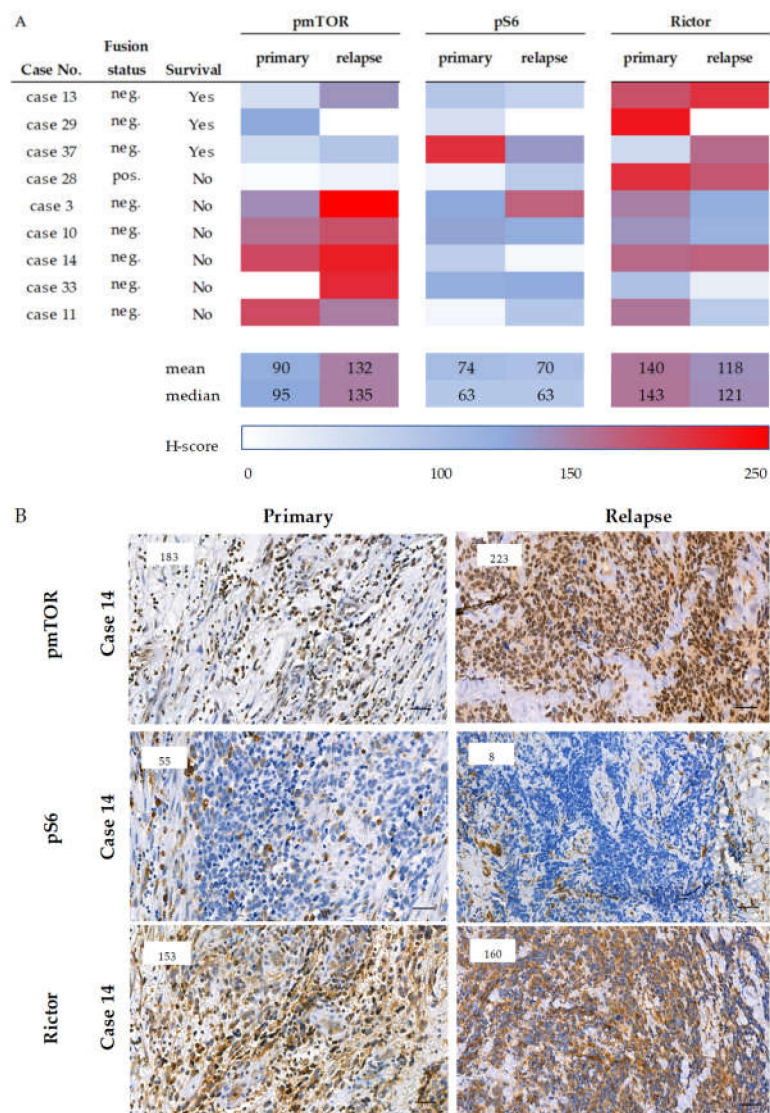 A
pmTOR pS6 Rictor
Case No. Fusion status Survival primary relapse primary relapse primary relapse
case 13 neg. Yes
case 29 neg. Yes
case 37 neg. Yes
case 28 pos. No
case 3 neg. No
case 10 neg. No
case 14 neg. No
case 33 neg. No
case 11 neg. No
mean 90 132 74 70 140 118
median 95 135 63 63 143 121
H-score
0 100 150 250
B
Primary Relapse
pmTOR Case 14 183 223
pS6 Case 14 55 8
Rictor Case 14 153 160